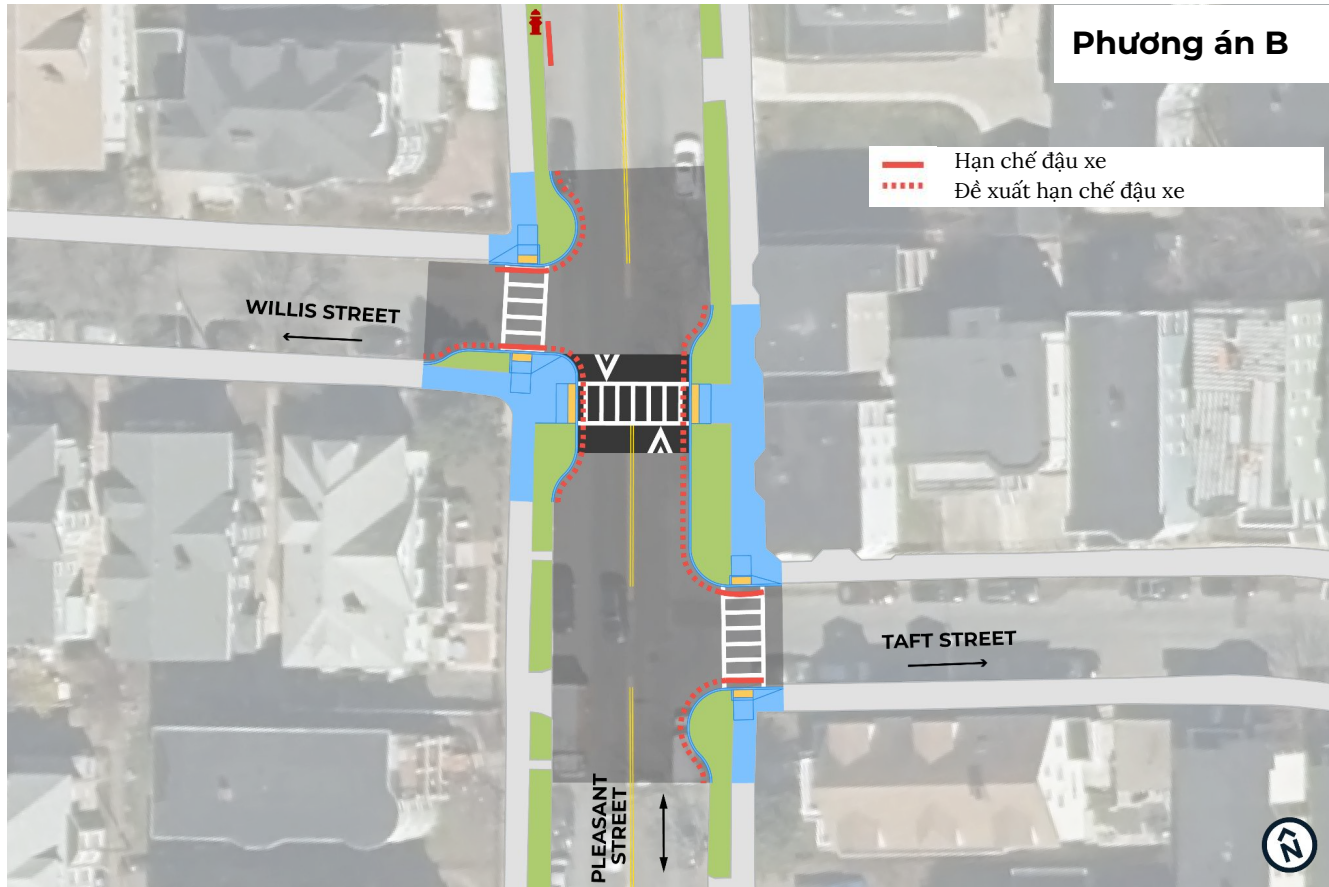 Phương án B
Hạn chế đậu xe
Đề xuất hạn chế đậu xe
WILLIS STREET
TAFT STREET
PLEASANT
STREET
N